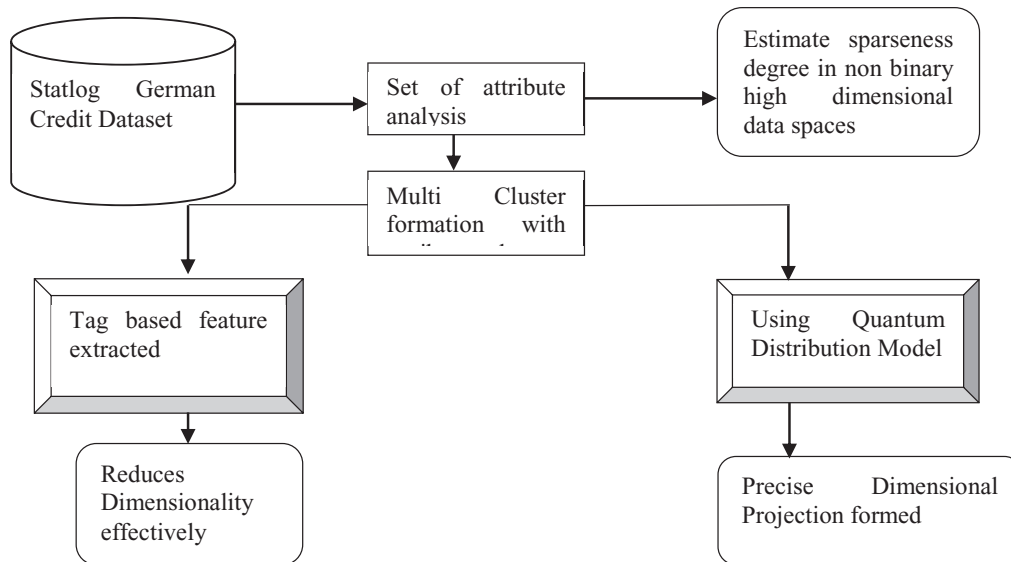 Statlog German
Credit Dataset
Set of attribute
analysis
Estimate sparseness
degree in non binary
high dimensional
data spaces
Multi Cluster
formation with
Tag based feature
extracted
Using Quantum
Distribution Model
Reduces
Dimensionality
effectively
Precise Dimensional
Projection formed